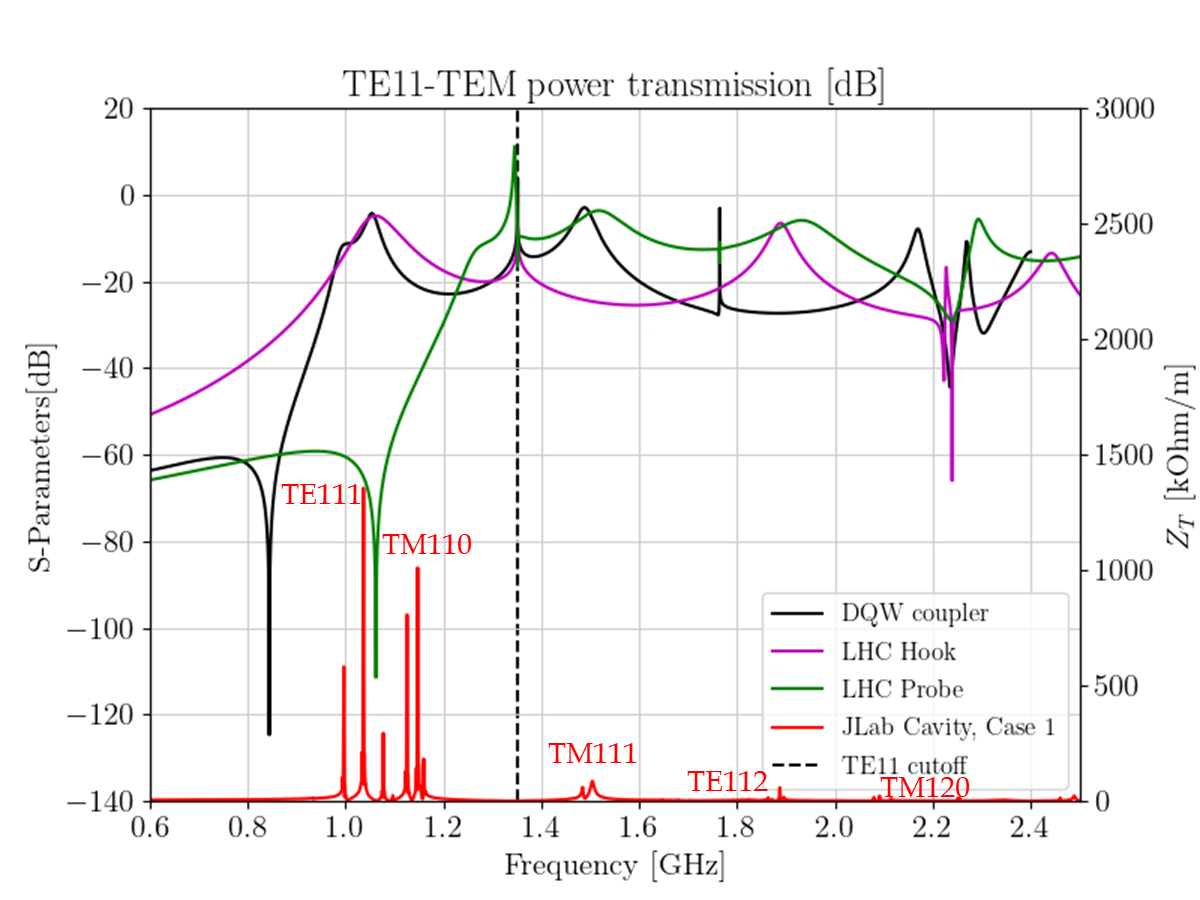 TE11-TEM power transmission [dB]
20
0
−20
−40
−60
−80
−100
−120
−140
S-Parameters[dB]
3000
2500
2000
1500
1000
500
0
Z_T [kOhm/m]
TE111
TM110
TM111
TE112
TM120
DQW coupler
LHC Hook
LHC Probe
JLab Cavity, Case 1
TE11 cutoff
0.6 0.8 1.0 1.2 1.4 1.6 1.8 2.0 2.2 2.4
Frequency [GHz]